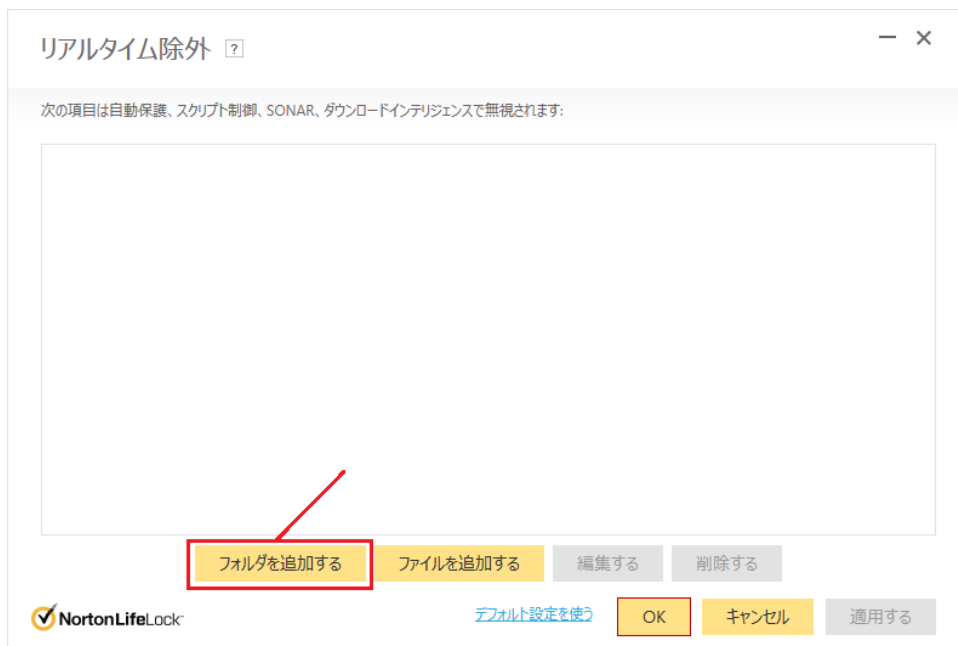 リアルタイム除外 ?
次の項目は自動保護、スクリプト制御、SONAR、ダウンロードインテリジェンスで無視されます:
フォルダを追加する ファイルを追加する 編集する 削除する
NortonLifeLock デフォルト設定を使う OK キャンセル 適用する